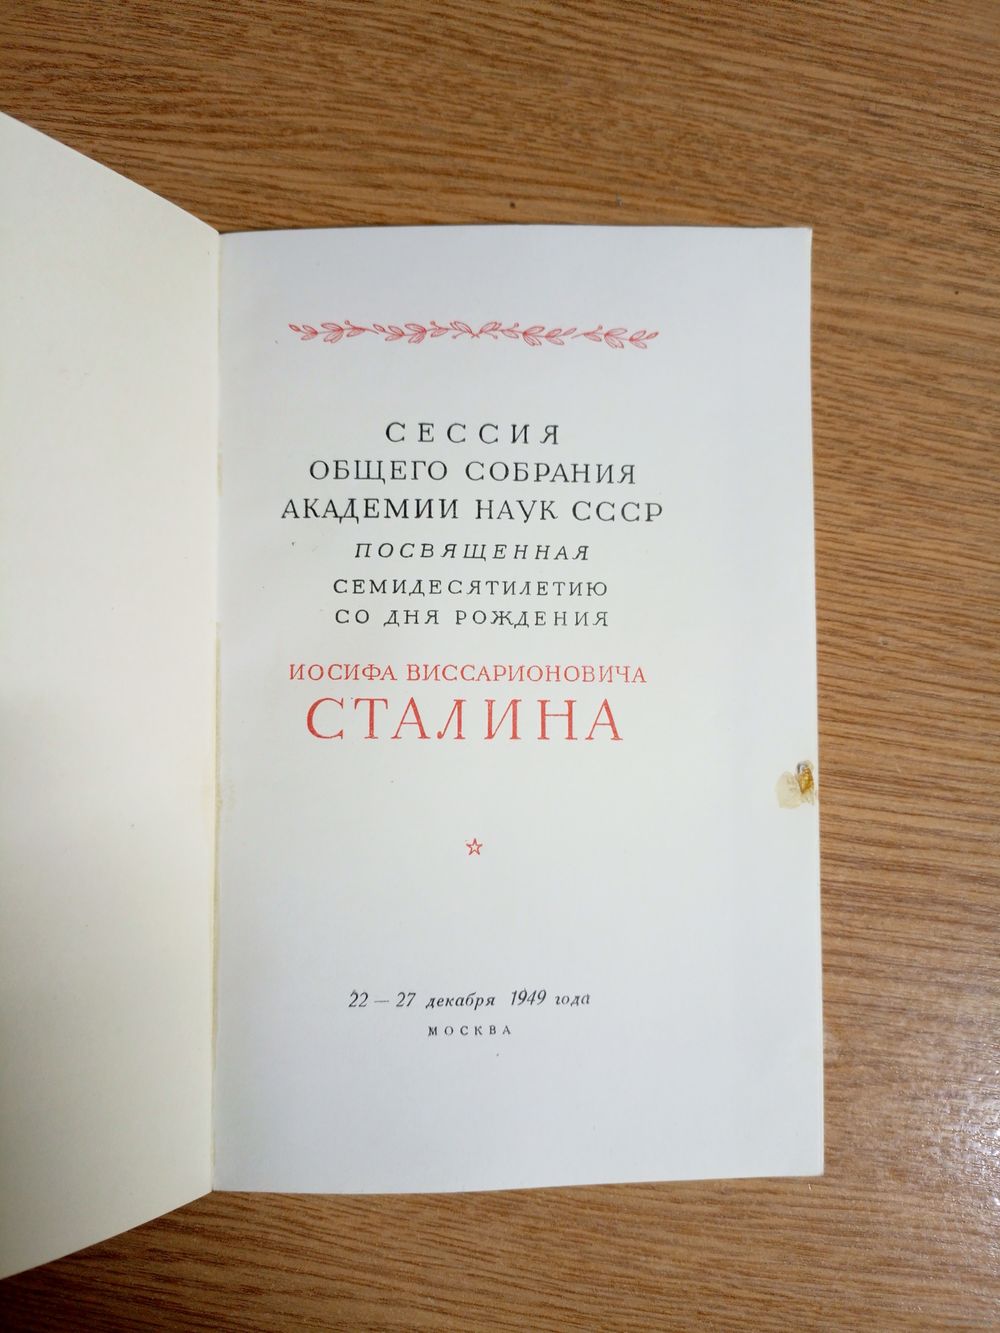 СЕССИЯ
ОБЩЕГО СОБРАНИЯ
АКАДЕМИИ НАУК СССР
ПОСВЯЩЕННАЯ
СЕМИДЕСЯТИЛЕТИЮ
СО ДНЯ РОЖДЕНИЯ
ИОСИФА ВИССАРИОНОВИЧА
СТАЛИНА
22 — 27 декабря 1949 года
МОСКВА